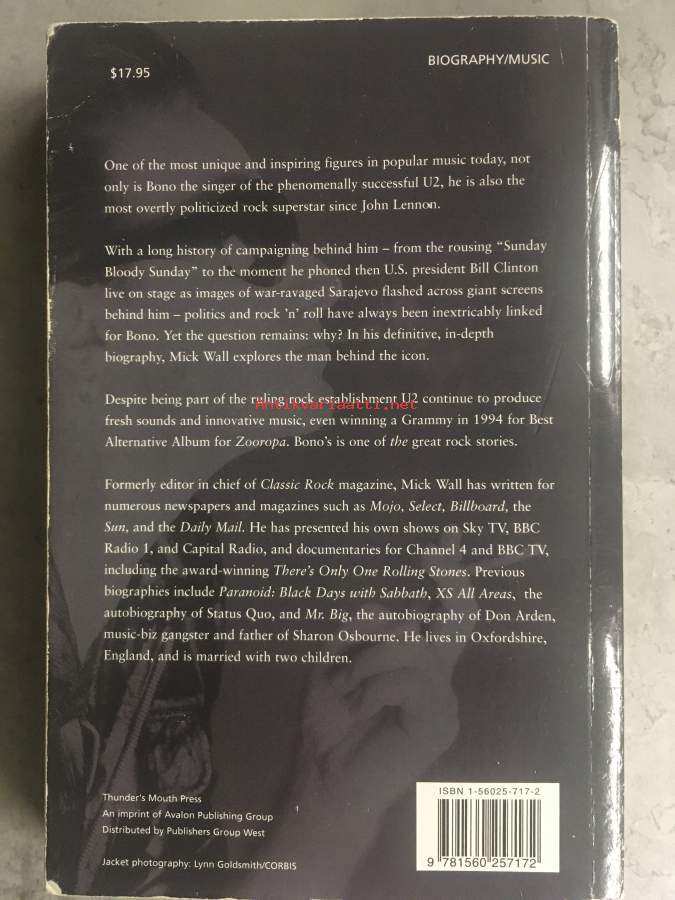 BIOGRAPHY/MUSIC
$17.95
One of the most unique and inspiring figures in popular music today, not
only is Bono the singer of the phenomenally successful U2, he is also the
most overtly politicized rock superstar since John Lennon.
With a long history of campaigning behind him – from the rousing “Sunday
Bloody Sunday” to the moment he phoned then U.S. president Bill Clinton
live on stage as images of war-ravaged Sarajevo flashed across giant screens
behind him – politics and rock ’n’ roll have always been inextricably linked
for Bono. Yet the question remains: why? In his definitive, in-depth
biography, Mick Wall explores the man behind the icon.
Despite being part of the ruling rock establishment U2 continue to produce
Antikvariaatti.net
fresh sounds and innovative music, even winning a Grammy in 1994 for Best
Alternative Album for Zooropa. Bono’s is one of the great rock stories.
Formerly editor in chief of Classic Rock magazine, Mick Wall has written for
numerous newspapers and magazines such as Mojo, Select, Billboard, the
Sun, and the Daily Mail. He has presented his own shows on Sky TV, BBC
Radio 1, and Capital Radio, and documentaries for Channel 4 and BBC TV,
including the award-winning There’s Only One Rolling Stones. Previous
biographies include Paranoid: Black Days with Sabbath, XS All Areas, the
autobiography of Status Quo, and Mr. Big, the autobiography of Don Arden,
music-biz gangster and father of Sharon Osbourne. He lives in Oxfordshire,
England, and is married with two children.
Thunder’s Mouth Press
An imprint of Avalon Publishing Group
Distributed by Publishers Group West
Jacket photography: Lynn Goldsmith/CORBIS
ISBN 1-56025-717-2
9 781560 257172